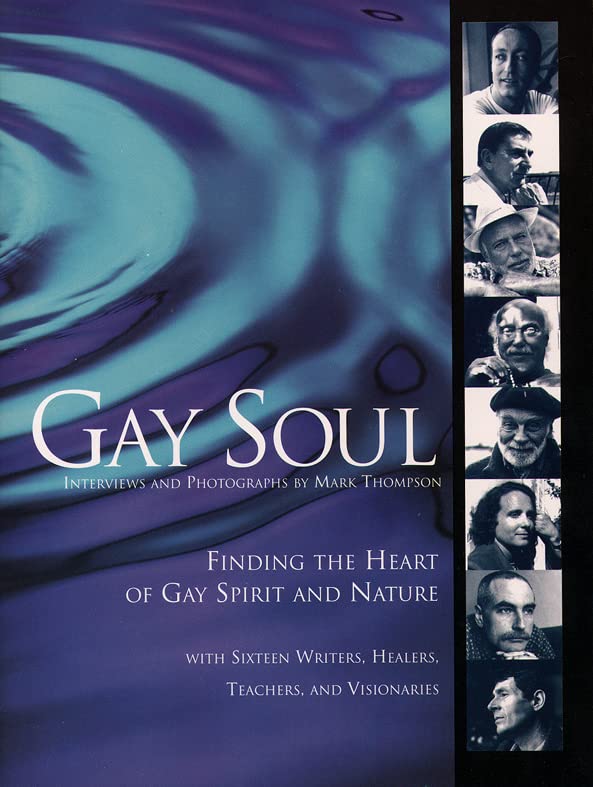 GAY SOUL
INTERVIEWS AND PHOTOGRAPHS BY MARK THOMPSON
FINDING THE HEART
OF GAY SPIRIT AND NATURE
WITH SIXTEEN WRITERS, HEALERS,
TEACHERS, AND VISIONARIES